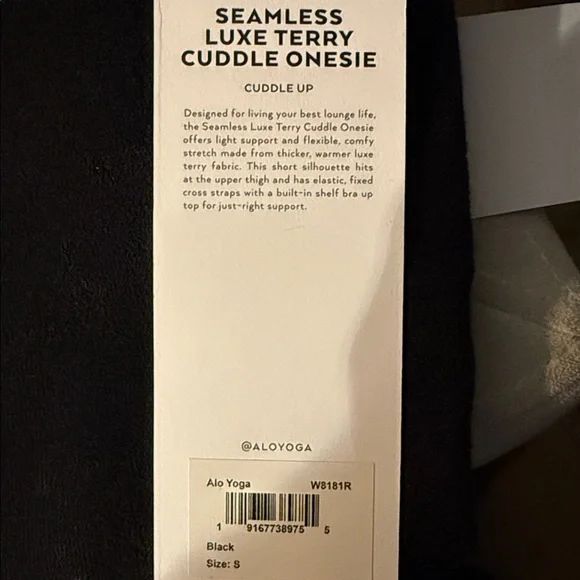 SEAMLESS
LUXE TERRY
CUDDLE ONESIE
CUDDLE UP
Designed for living your best lounge life,
the Seamless Luxe Terry Cuddle Onesie
offers light support and flexible, comfy
stretch made from thicker, warmer luxe
terry fabric. This short silhouette hits
at the upper thigh and has elastic, fixed
cross straps with a built-in shelf bra up
top for just-right support.
@ALOYOGA
Alo Yoga W8181R
1 9167738975 5
Black
Size: S